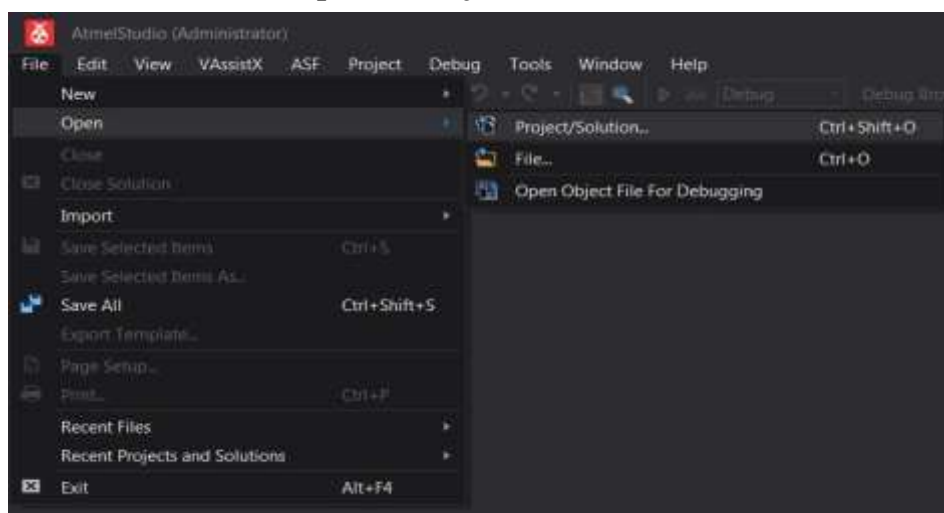 AtmelStudio (Administrator)
File Edit View VAssistX ASF Project Debug Tools Window Help
New
Debug Debug
Open
Project/Solution... Ctrl+Shift+O
Close
File... Ctrl+O
Close Solution
Open Object File For Debugging
Import
Save Selected Items Ctrl+S
Save Selected Items As...
Save All Ctrl+Shift+S
Export Template...
Page Setup...
Print... Ctrl+P
Recent Files
Recent Projects and Solutions
Exit Alt+F4